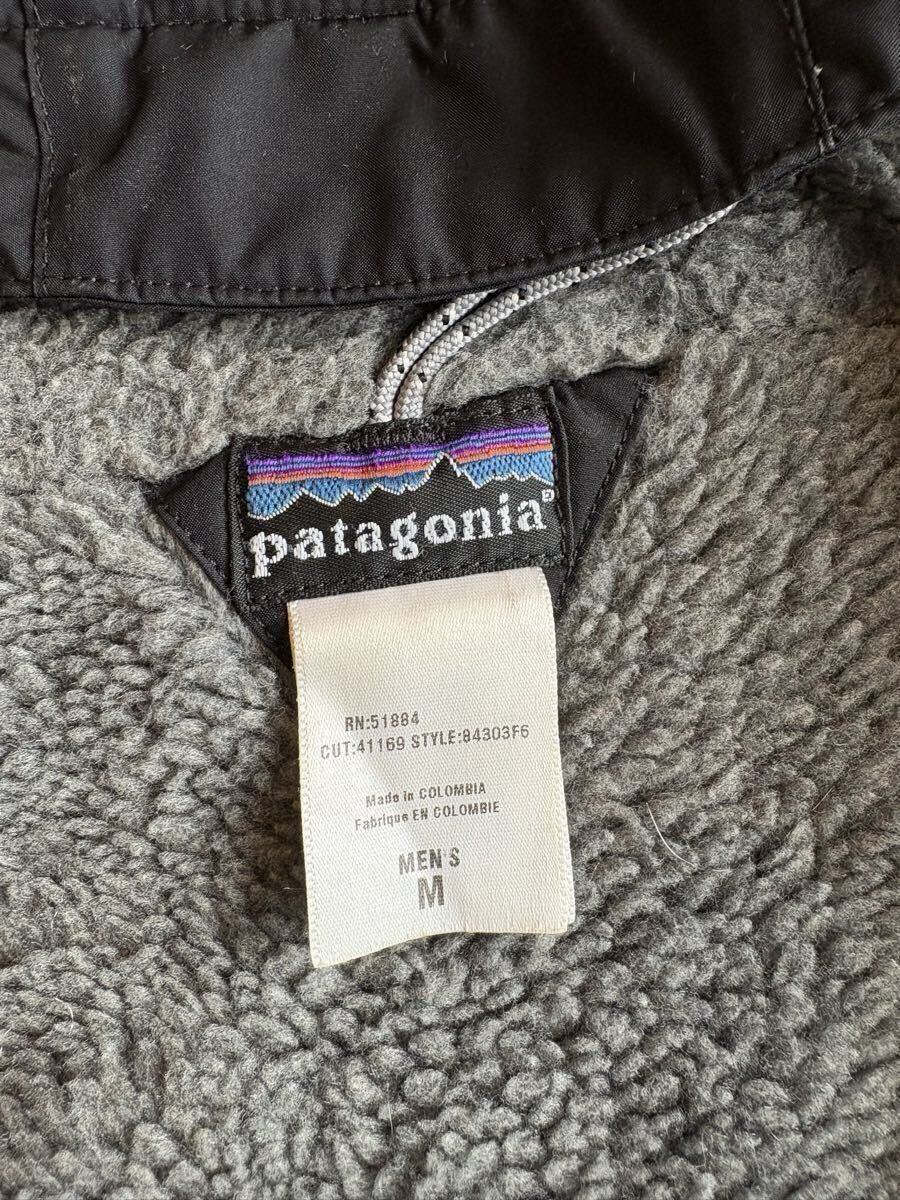 patagonia®
RN:51884
CUT:41169 STYLE:84303F6
Made in COLOMBIA
Fabrique EN COLOMBIE
MEN'S
M